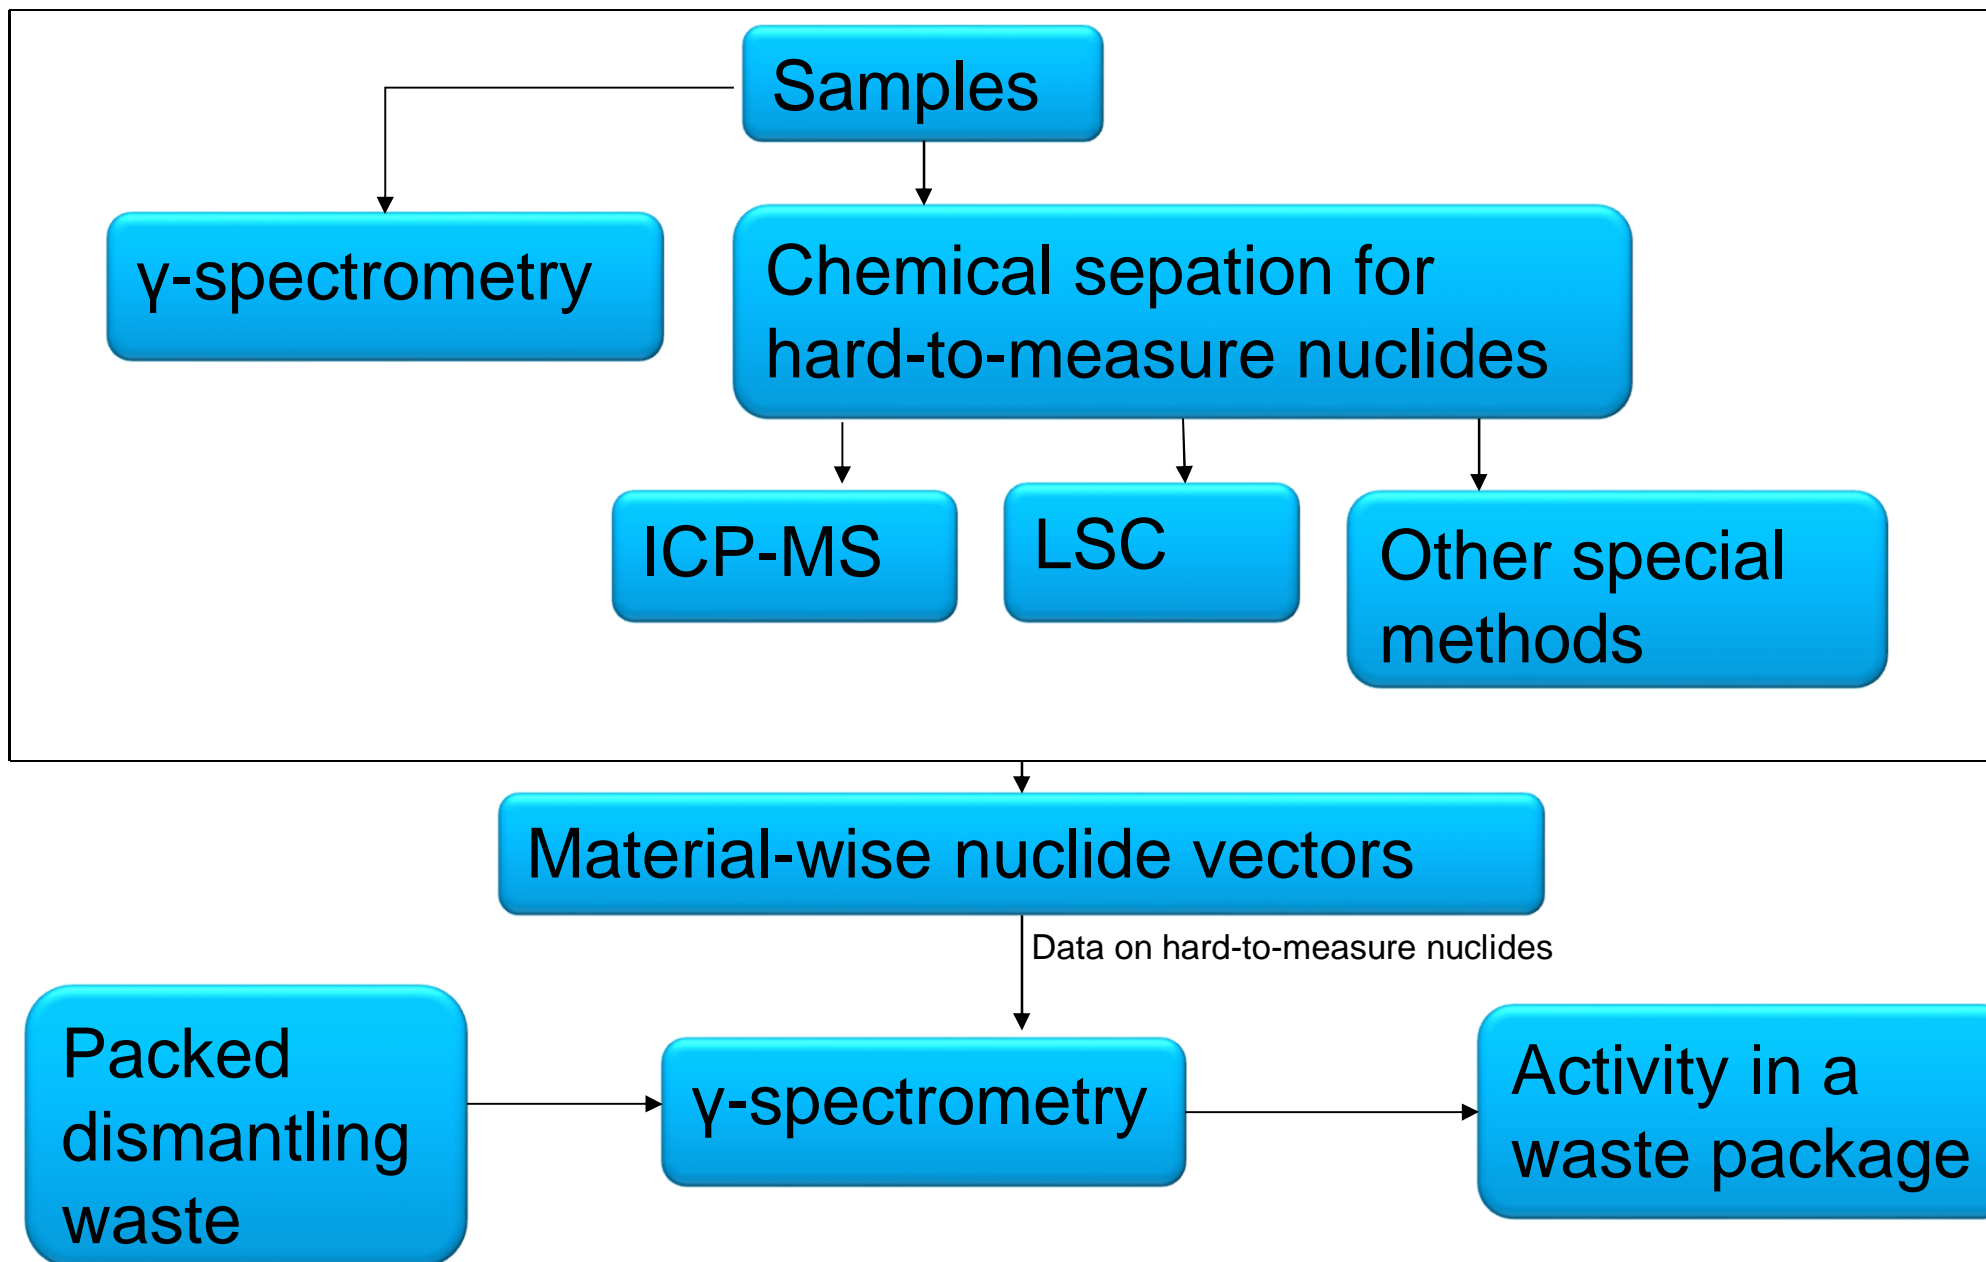 Samples
γ-spectrometry
Chemical sepation for
hard-to-measure nuclides
ICP-MS
LSC
Other special
methods
Material-wise nuclide vectors
Data on hard-to-measure nuclides
Packed
dismantling
waste
γ-spectrometry
Activity in a
waste package